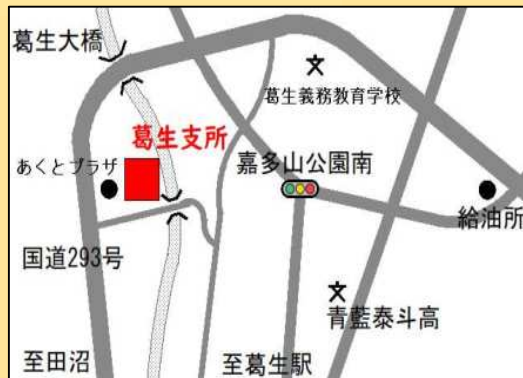 葛生大橋
葛生義務教育学校
葛生支所
あくとプラザ
嘉多山公園南
給油所
国道293号
青藍泰斗高
至田沼
至葛生駅